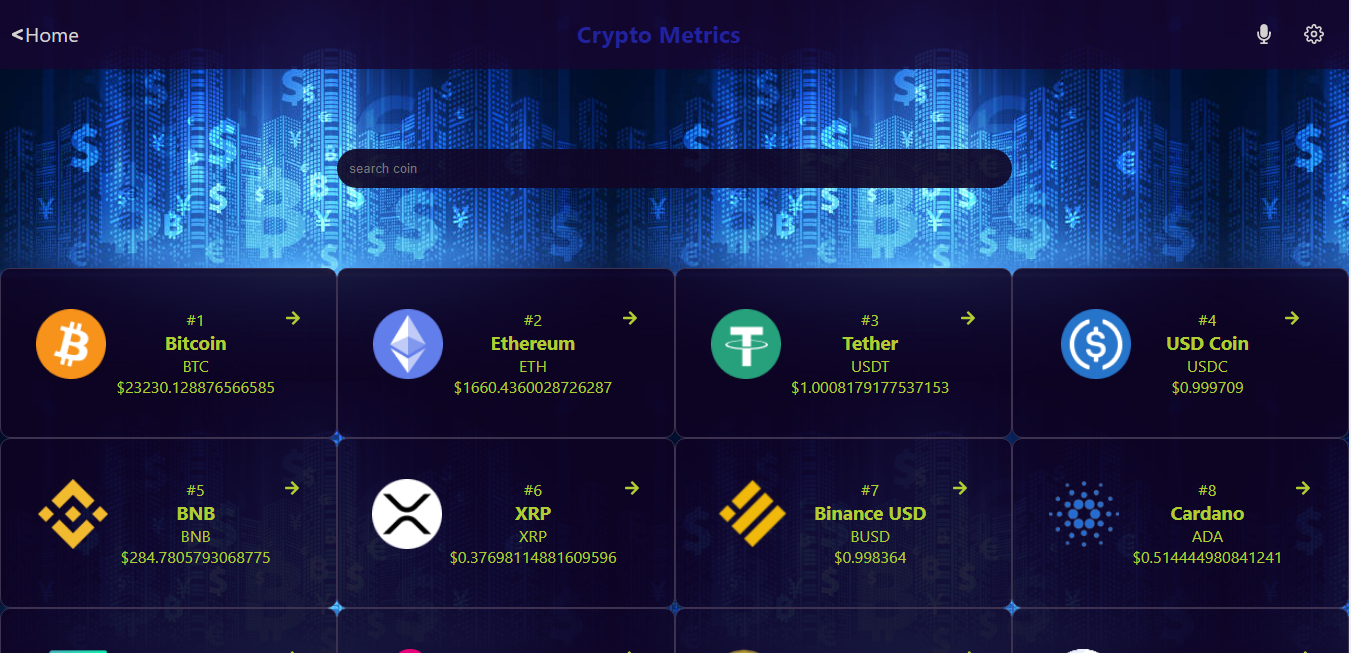 <Home
Crypto Metrics
search coin
#1
Bitcoin
BTC
$23230.128876566585
#2
Ethereum
ETH
$1660.4360028726287
#3
Tether
USDT
$1.0008179177537153
#4
USD Coin
USDC
$0.999709
#5
BNB
BNB
$284.7805793068775
#6
XRP
XRP
$0.37698114881609596
#7
Binance USD
BUSD
$0.998364
#8
Cardano
ADA
$0.514444980841241